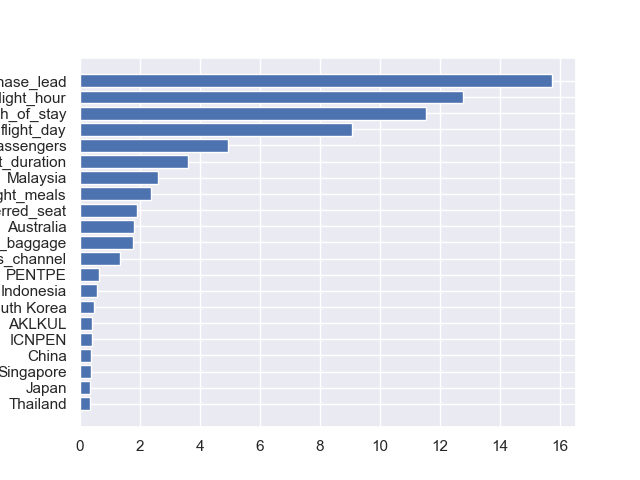 hase_lead
light_hour
h_of_stay
flight_day
assengers
t_duration
Malaysia
ght_meals
erred_seat
Australia
_baggage
s_channel
PENTPE
Indonesia
uth Korea
AKLKUL
ICNPEN
China
Singapore
Japan
Thailand
0 2 4 6 8 10 12 14 16